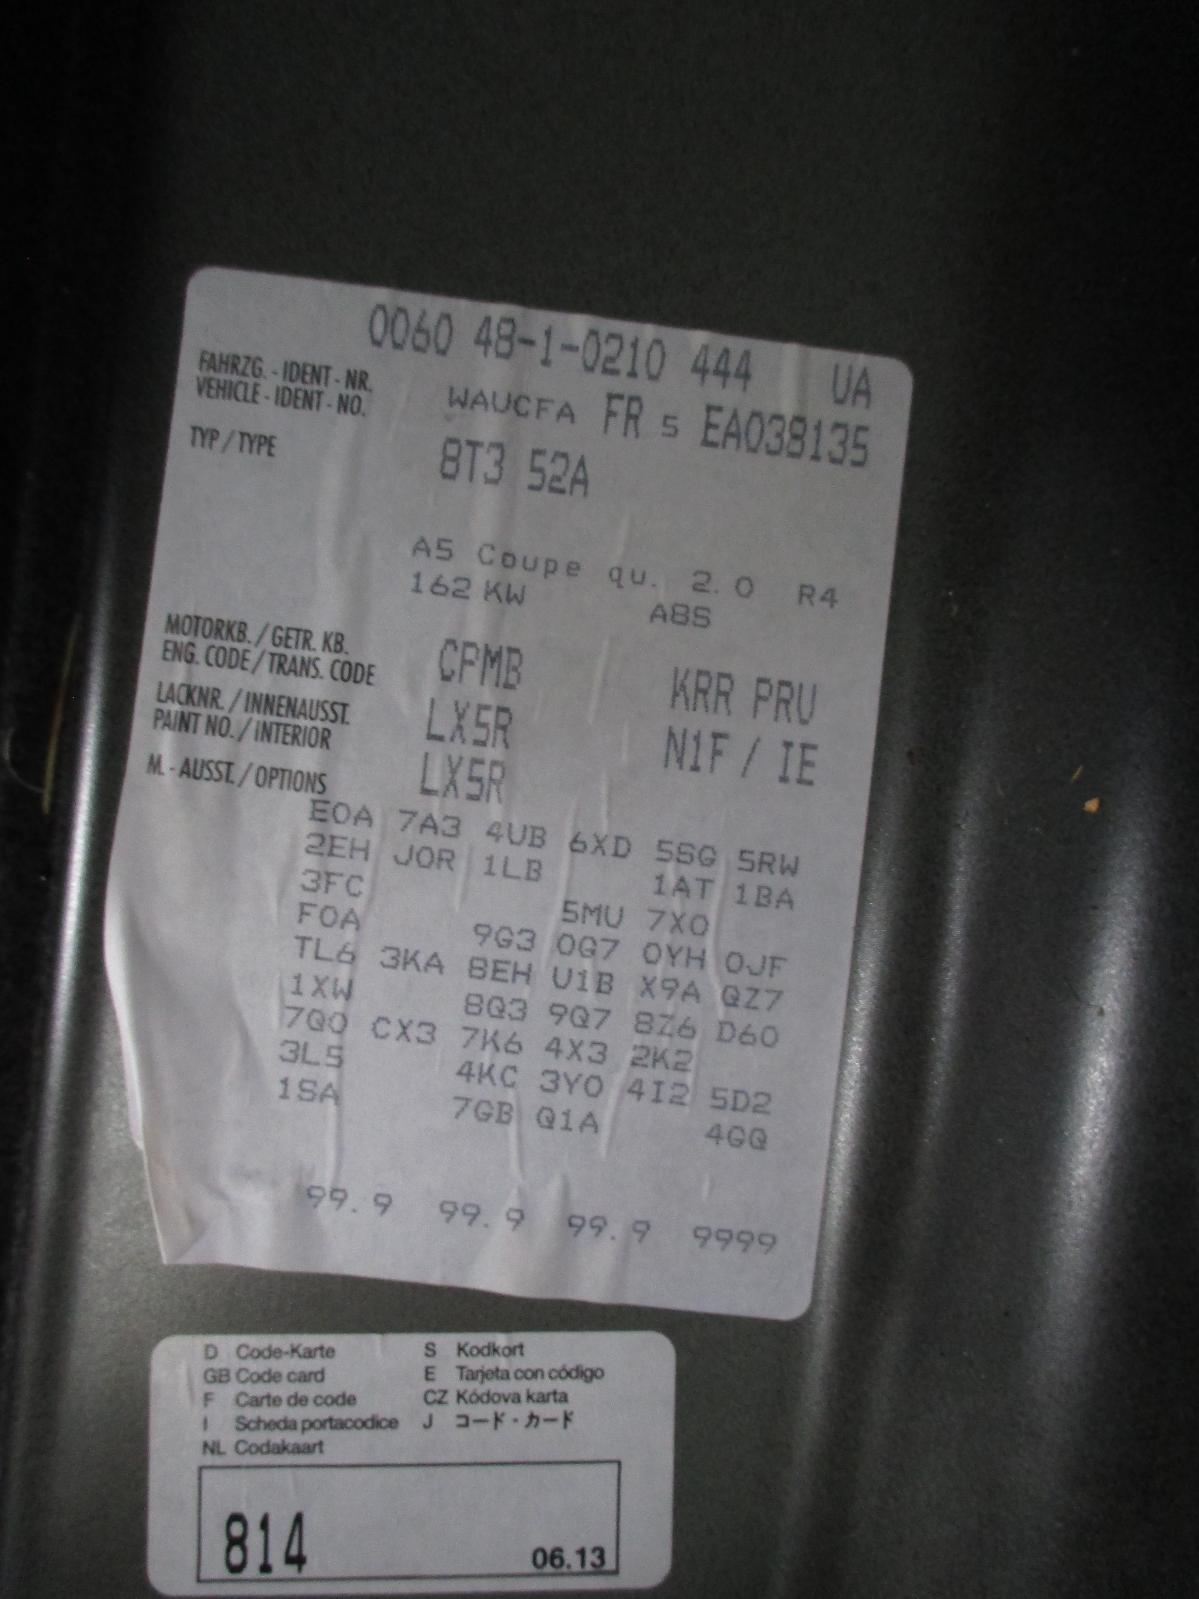 0060 48-1-0210 444 UA
FAHRZG. - IDENT - NR.
VEHICLE - IDENT - NO. WAUCFA FR 5 EA038135
TYP / TYPE 8T3 52A
A5 Coupe qu. 2.0 R4
162 KW A8S
MOTORKB. / GETR. KB.
ENG. CODE / TRANS. CODE CPMB KRR PRU
LACKNR. / INNENAUSST.
PAINT NO. / INTERIOR LX5R N1F / IE
M. - AUSST. / OPTIONS LX5R
E0A 7A3 4UB 6XD 5SG 5RW
2EH J0R 1LB 1AT 1BA
3FC 5MU 7X0
F0A 9G3 0G7 0YH 0JF
TL6 3KA 8EH U1B X9A QZ7
1XW 8Q3 9Q7 8Z6 D60
7Q0 CX3 7K6 4X3 2K2
3L5 4KC 3Y0 4I2 5D2
1SA 7GB Q1A 4GQ
99.9 99.9 99.9 9999
D Code-Karte S Kodkort
GB Code card E Tarjeta con código
F Carte de code CZ Kódova karta
I Scheda portacodice J コード・カード
NL Codakaart
814 06.13